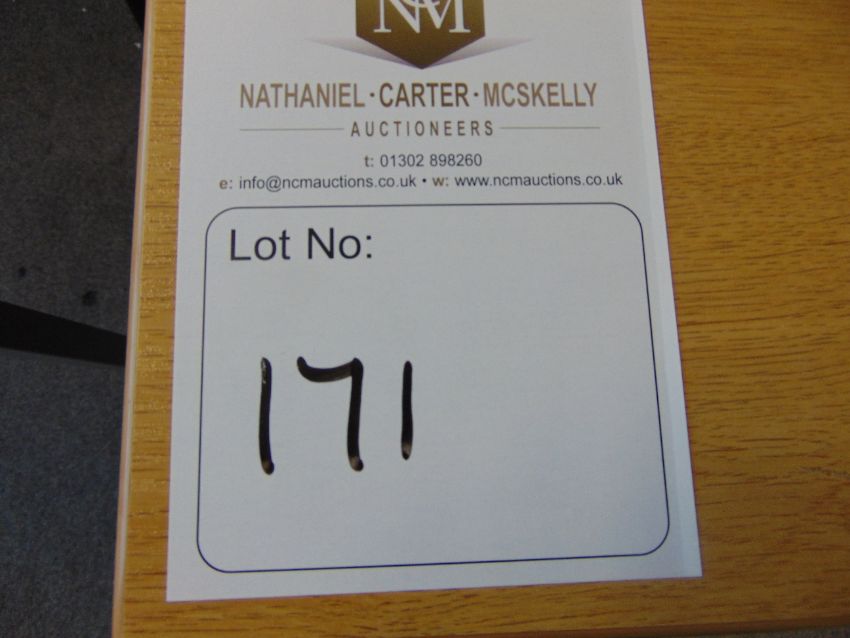 NCM
NATHANIEL · CARTER · MCSKELLY
AUCTIONEERS
t: 01302 898260
e: info@ncmauctions.co.uk • w: www.ncmauctions.co.uk
Lot No:
171